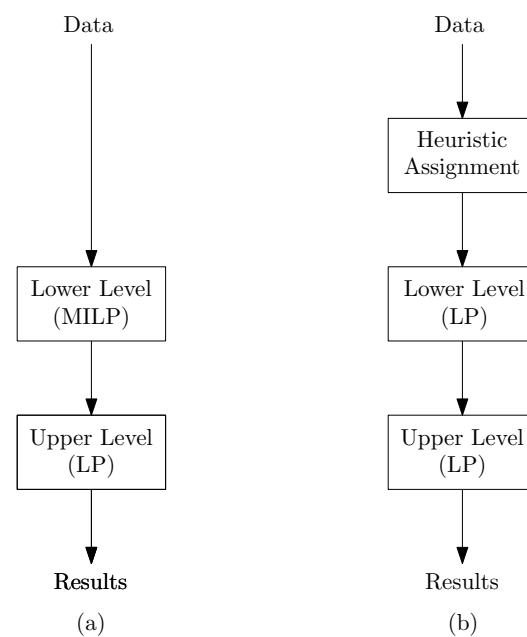 Data
Lower Level
(MILP)
Upper Level
(LP)
Results
(a)
Data
Heuristic
Assignment
Lower Level
(LP)
Upper Level
(LP)
Results
(b)